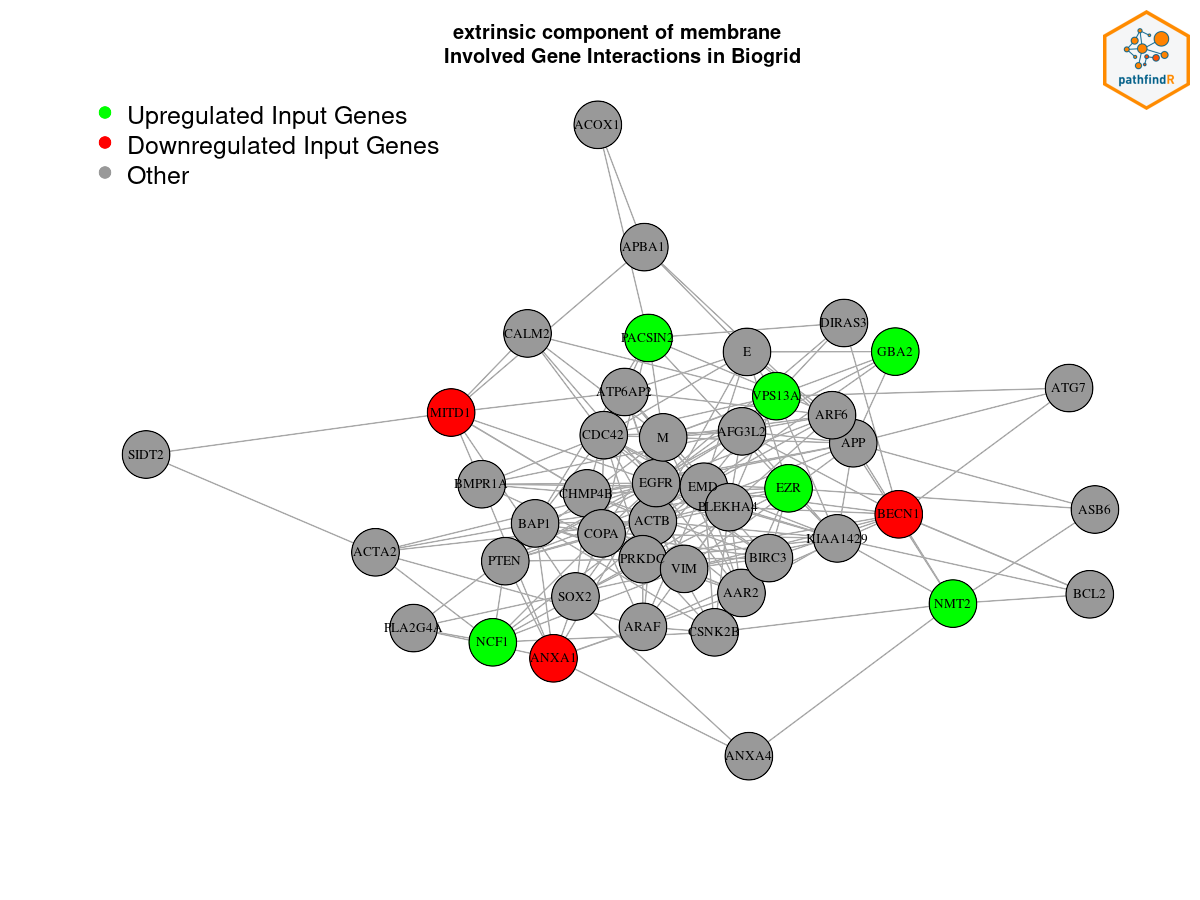 extrinsic component of membrane
Involved Gene Interactions in Biogrid
pathfindR
Upregulated Input Genes
Downregulated Input Genes
Other
ACOX1
APBA1
CALM2
PACSIN2
E
DIRAS3
GBA2
ATP6AP2
VPS13A
ATG7
MITD1
CDC42
M
AFG3L2
ARF6
APP
SIDT2
BMPR1A
CHMP4B
EGFR
EMD
PLEKHA4
EZR
BECN1
ASB6
BAP1
COPA
ACTB
KIAA1429
ACTA2
PTEN
PRKDC
VIM
BIRC3
SOX2
AAR2
NMT2
BCL2
PLA2G4A
NCF1
ANXA1
ARAF
CSNK2B
ANXA4